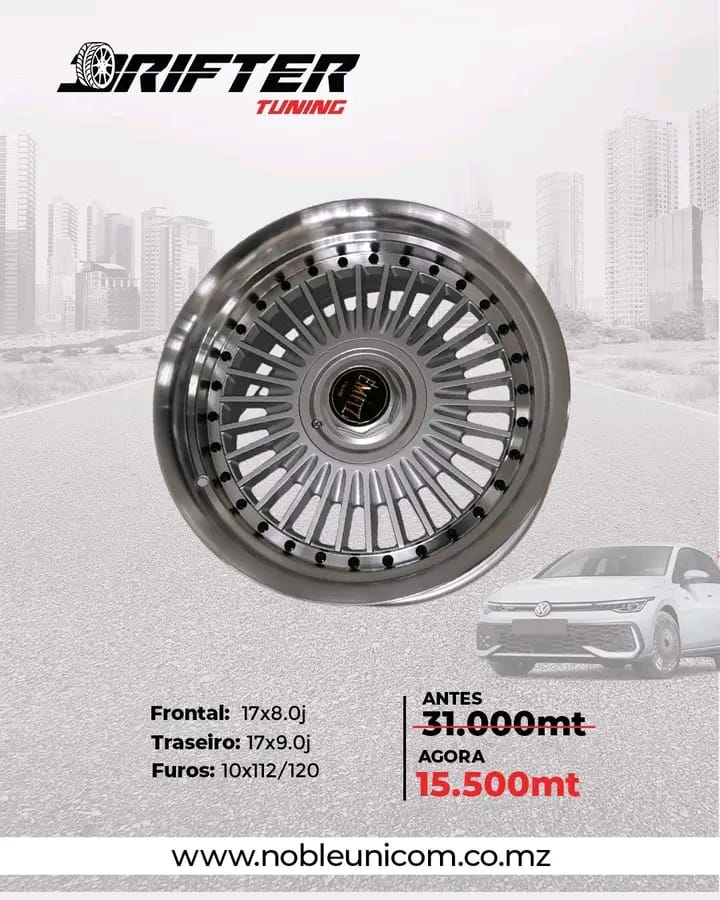 DRIFTER
TUNING
Frontal: 17x8.0j
Traseiro: 17x9.0j
Furos: 10x112/120
ANTES
31.000mt
AGORA
15.500mt
www.nobleunicom.co.mz